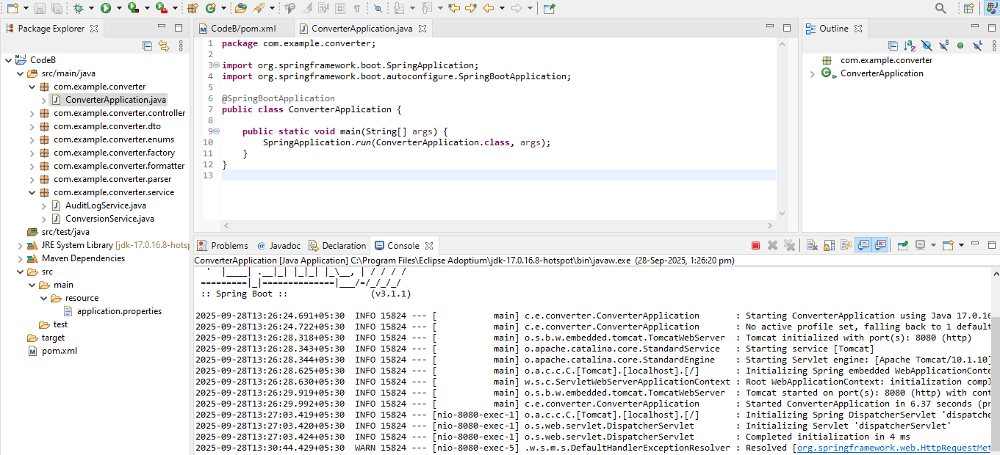 Package Explorer
CodeB
src/main/java
com.example.converter
ConverterApplication.java
com.example.converter.controller
com.example.converter.dto
com.example.converter.enums
com.example.converter.factory
com.example.converter.formatter
com.example.converter.parser
com.example.converter.service
AuditLogService.java
ConversionService.java
src/test/java
JRE System Library [jdk-17.0.16.8-hotsp
Maven Dependencies
src
main
resource
application.properties
test
target
pom.xml
CodeB/pom.xml ConverterApplication.java
1 package com.example.converter;
2
3 import org.springframework.boot.SpringApplication;
4 import org.springframework.boot.autoconfigure.SpringBootApplication;
5
6 @SpringBootApplication
7 public class ConverterApplication {
8
9 public static void main(String[] args) {
10 SpringApplication.run(ConverterApplication.class, args);
11 }
12 }
13
Outline
com.example.converter
ConverterApplication
Problems @ Javadoc Declaration Console
ConverterApplication [Java Application] C:\Program Files\Eclipse Adoptium\jdk-17.0.16.8-hotspot\bin\javaw.exe (28-Sep-2025, 1:26:20 pm)
' |____| .__|_| |_|_| |_\__, | / / / /
=========|_|==============|___/=/_/_/_/
:: Spring Boot :: (v3.1.1)
2025-09-28T13:26:24.691+05:30 INFO 15824 --- [ main] c.e.converter.ConverterApplication : Starting ConverterApplication using Java 17.0.16
2025-09-28T13:26:24.722+05:30 INFO 15824 --- [ main] c.e.converter.ConverterApplication : No active profile set, falling back to 1 default
2025-09-28T13:26:28.318+05:30 INFO 15824 --- [ main] o.s.b.w.embedded.tomcat.TomcatWebServer : Tomcat initialized with port(s): 8080 (http)
2025-09-28T13:26:28.343+05:30 INFO 15824 --- [ main] o.apache.catalina.core.StandardService : Starting service [Tomcat]
2025-09-28T13:26:28.344+05:30 INFO 15824 --- [ main] o.apache.catalina.core.StandardEngine : Starting Servlet engine: [Apache Tomcat/10.1.10]
2025-09-28T13:26:28.625+05:30 INFO 15824 --- [ main] o.a.c.c.C.[Tomcat].[localhost].[/] : Initializing Spring embedded WebApplicationConte
2025-09-28T13:26:28.630+05:30 INFO 15824 --- [ main] w.s.c.ServletWebServerApplicationContext : Root WebApplicationContext: initialization compl
2025-09-28T13:26:29.919+05:30 INFO 15824 --- [ main] o.s.b.w.embedded.tomcat.TomcatWebServer : Tomcat started on port(s): 8080 (http) with cont
2025-09-28T13:26:29.992+05:30 INFO 15824 --- [ main] c.e.converter.ConverterApplication : Started ConverterApplication in 6.37 seconds (pr
2025-09-28T13:27:03.419+05:30 INFO 15824 --- [nio-8080-exec-1] o.a.c.c.C.[Tomcat].[localhost].[/] : Initializing Spring DispatcherServlet 'dispatche
2025-09-28T13:27:03.420+05:30 INFO 15824 --- [nio-8080-exec-1] o.s.web.servlet.DispatcherServlet : Initializing Servlet 'dispatcherServlet'
2025-09-28T13:27:03.424+05:30 INFO 15824 --- [nio-8080-exec-1] o.s.web.servlet.DispatcherServlet : Completed initialization in 4 ms
2025-09-28T13:30:44.429+05:30 WARN 15824 --- [nio-8080-exec-5] .w.s.m.s.DefaultHandlerExceptionResolver : Resolved [org.springframework.web.HttpRequestMet